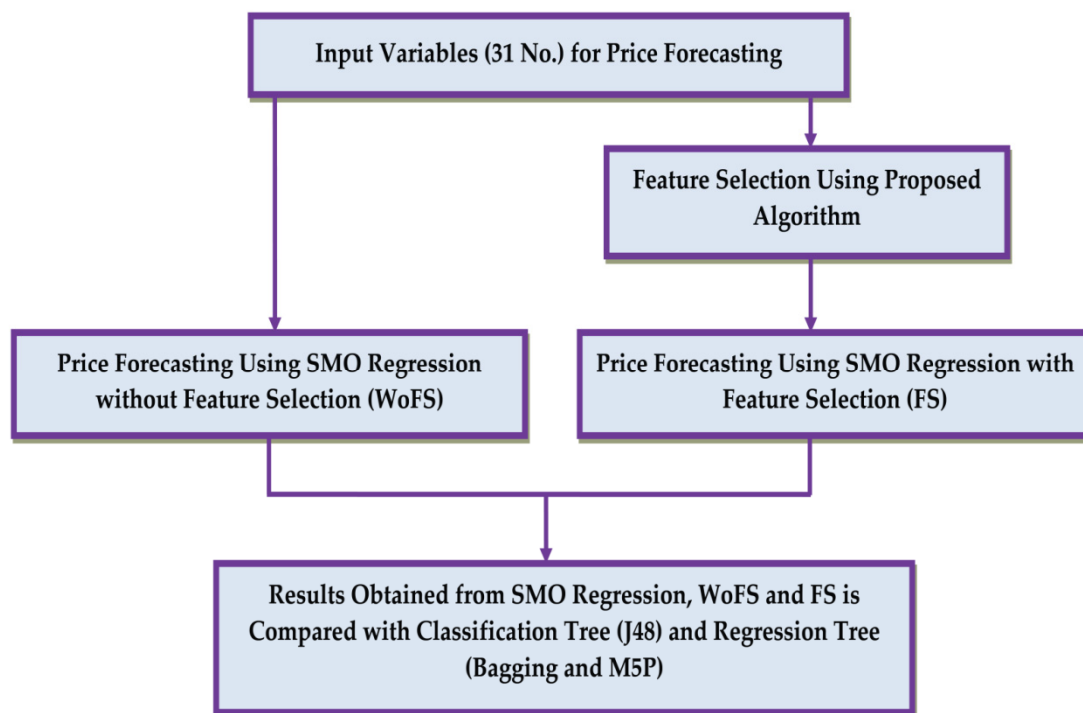 Input Variables (31 No.) for Price Forecasting
Feature Selection Using Proposed
Algorithm
Price Forecasting Using SMO Regression
without Feature Selection (WoFS)
Price Forecasting Using SMO Regression with
Feature Selection (FS)
Results Obtained from SMO Regression, WoFS and FS is
Compared with Classification Tree (J48) and Regression Tree
(Bagging and M5P)